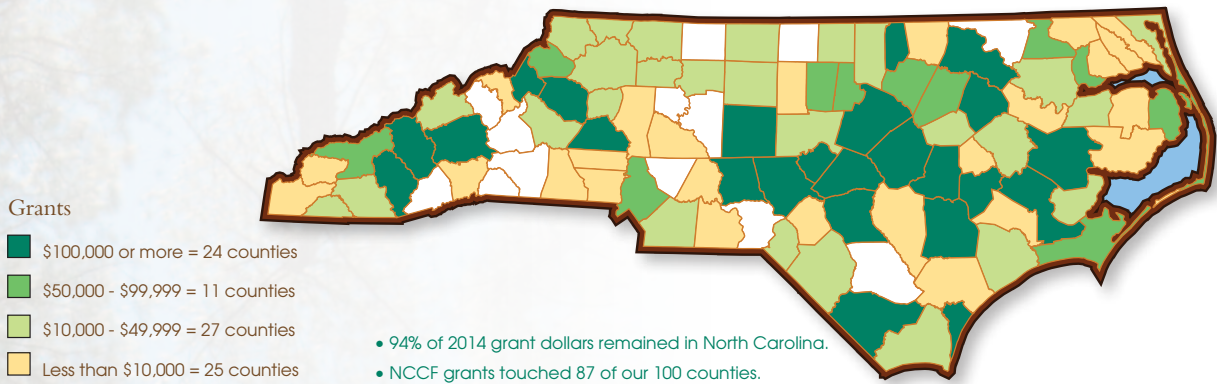 Grants
$100,000 or more = 24 counties
$50,000 - $99,999 = 11 counties
$10,000 - $49,999 = 27 counties
Less than $10,000 = 25 counties
• 94% of 2014 grant dollars remained in North Carolina.
• NCCF grants touched 87 of our 100 counties.